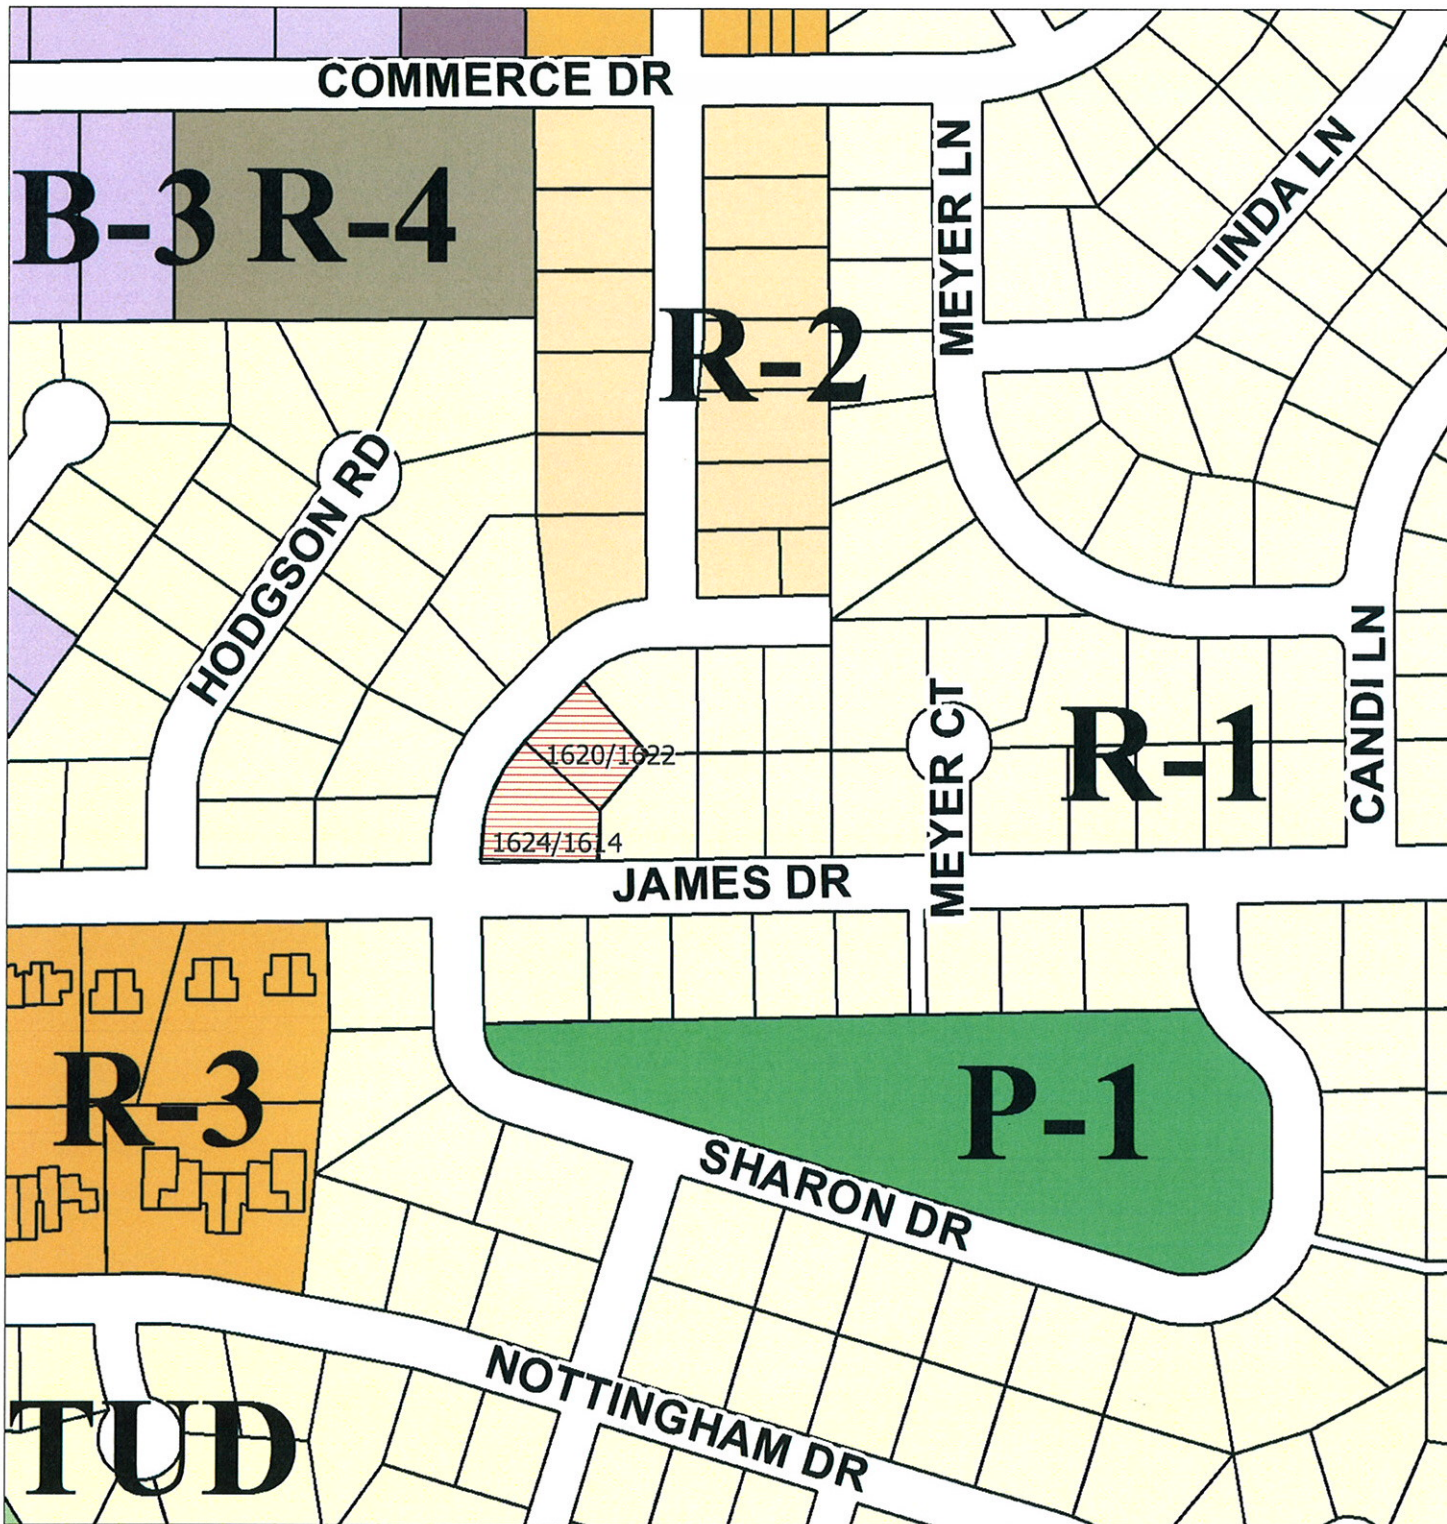 COMMERCE DR
B-3
R-4
MEYER LN
LINDA LN
R-2
HODGSON RD
CANDI LN
MEYER CT
R-1
1620/1622
1624/1614
JAMES DR
R-3
P-1
SHARON DR
NOTTINGHAM DR
TUD